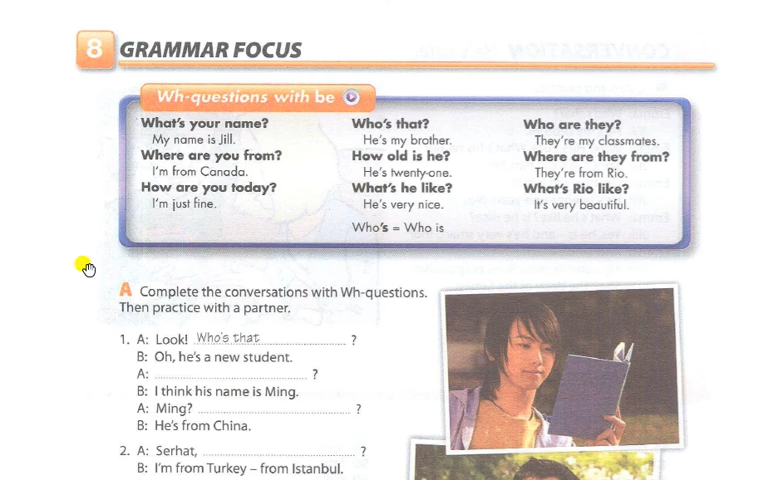 8 GRAMMAR FOCUS
Wh-questions with be
What's your name?
My name is Jill.
Where are you from?
I'm from Canada.
How are you today?
I'm just fine.
Who's that?
He's my brother.
How old is he?
He's twenty-one.
What's he like?
He's very nice.
Who's = Who is
Who are they?
They're my classmates.
Where are they from?
They're from Rio.
What's Rio like?
It's very beautiful.
A Complete the conversations with Wh-questions.
Then practice with a partner.
1. A: Look! Who's that ?
B: Oh, he's a new student.
A: ?
B: I think his name is Ming.
A: Ming? ?
B: He's from China.
2. A: Serhat, ?
B: I'm from Turkey – from Istanbul.